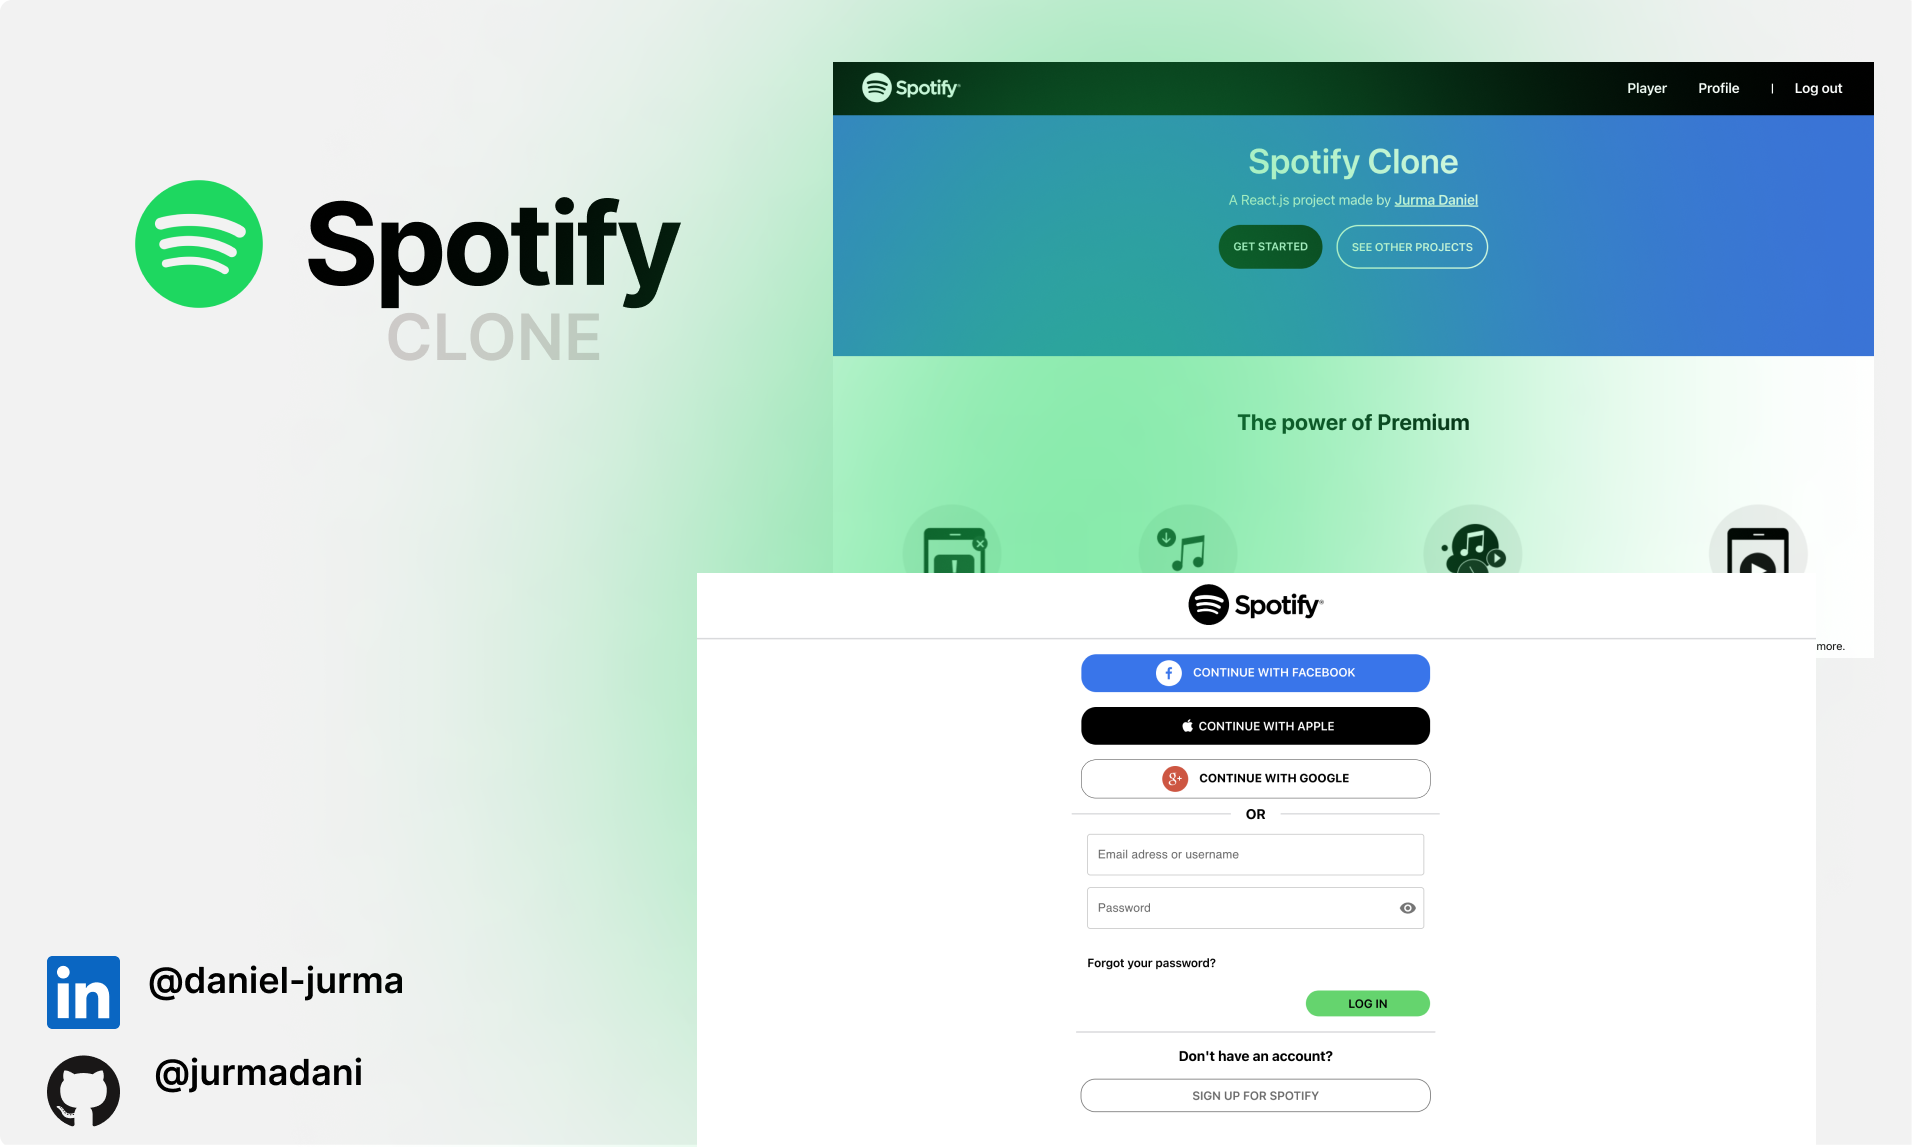 Spotify
CLONE
@daniel-jurma
@jurmadani
Spotify
Player Profile | Log out
Spotify Clone
A React.js project made by Jurma Daniel
GET STARTED SEE OTHER PROJECTS
The power of Premium
more.
Spotify
CONTINUE WITH FACEBOOK
CONTINUE WITH APPLE
g+ CONTINUE WITH GOOGLE
OR
Email adress or username
Password
Forgot your password?
LOG IN
Don't have an account?
SIGN UP FOR SPOTIFY